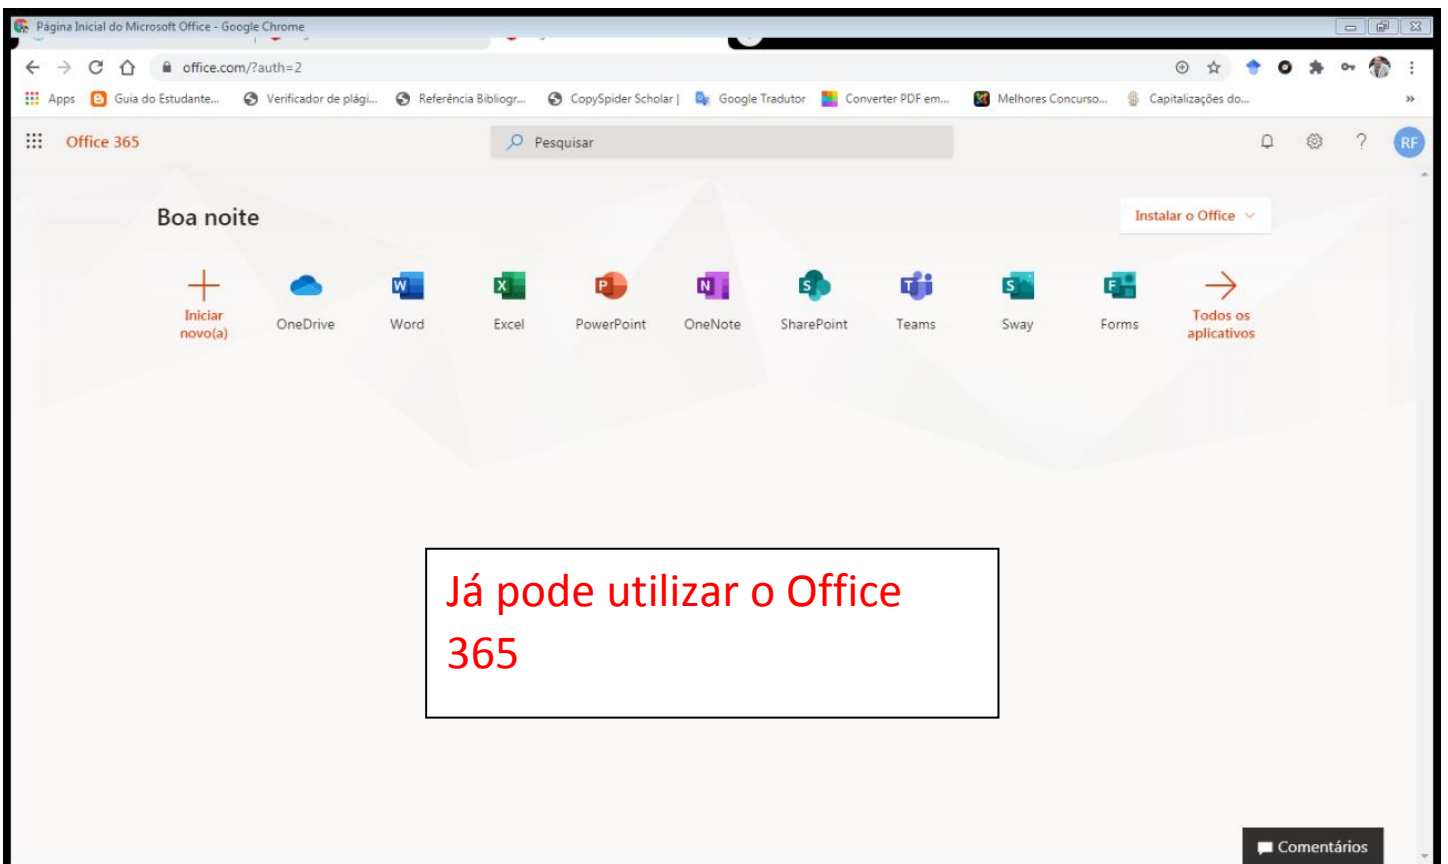 Página Inicial do Microsoft Office - Google Chrome
office.com/?auth=2
Apps Guia do Estudante... Verificador de plági... Referência Bibliogr... CopySpider Scholar | Google Tradutor Converter PDF em... Melhores Concurso... Capitalizações do... »
Office 365 Pesquisar ? RF
Boa noite
Instalar o Office
Iniciar novo(a)
OneDrive
Word
Excel
PowerPoint
OneNote
SharePoint
Teams
Sway
Forms
Todos os
aplicativos
Já pode utilizar o Office
365
Comentários